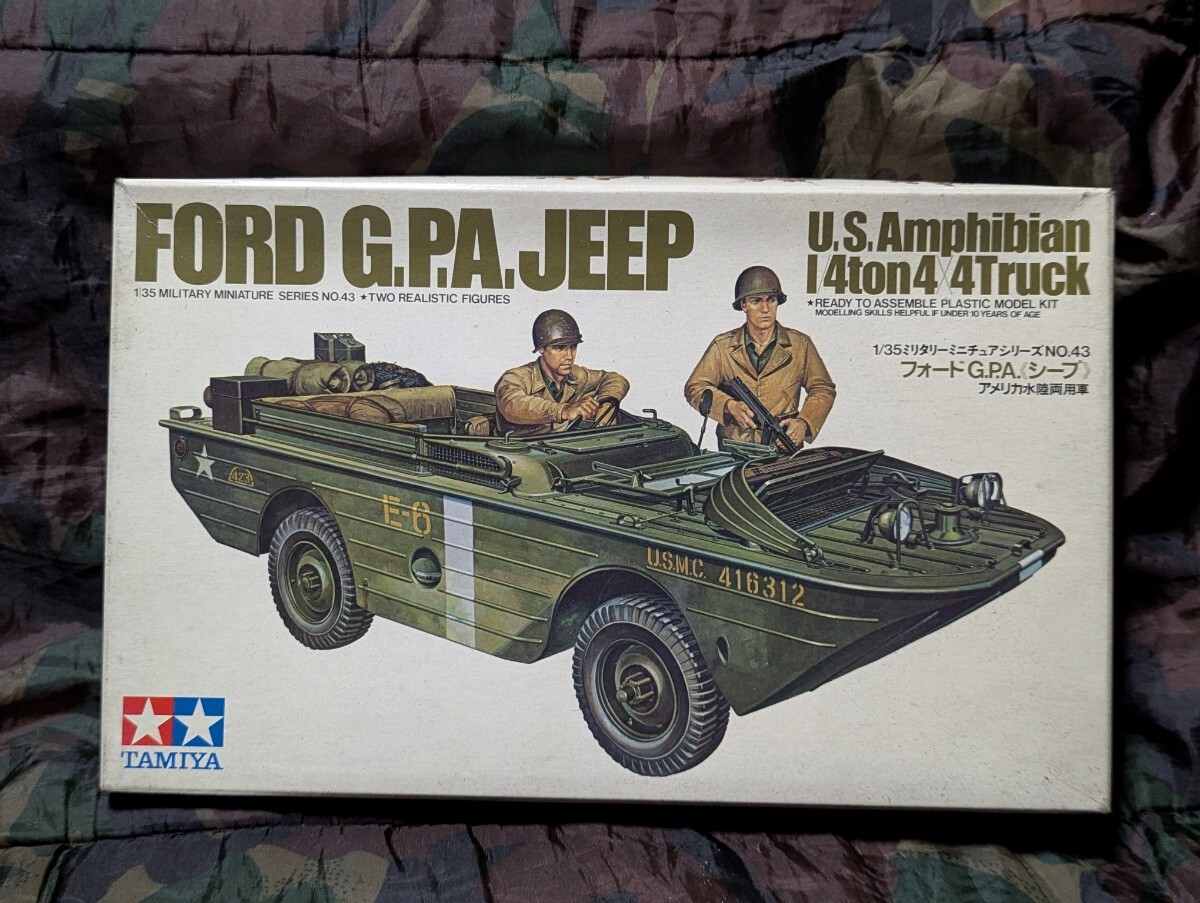 FORD G.P.A. JEEP
1/35 MILITARY MINIATURE SERIES NO.43 ★TWO REALISTIC FIGURES
U.S. Amphibian
1/4ton 4×4 Truck
★READY TO ASSEMBLE PLASTIC MODEL KIT
MODELLING SKILLS HELPFUL IF UNDER 10 YEARS OF AGE
1/35ミリタリーミニチュアシリーズNO.43
フォードG.P.A.《シープ》
アメリカ水陸両用車
423
E-6
U.S.M.C. 416312
TAMIYA